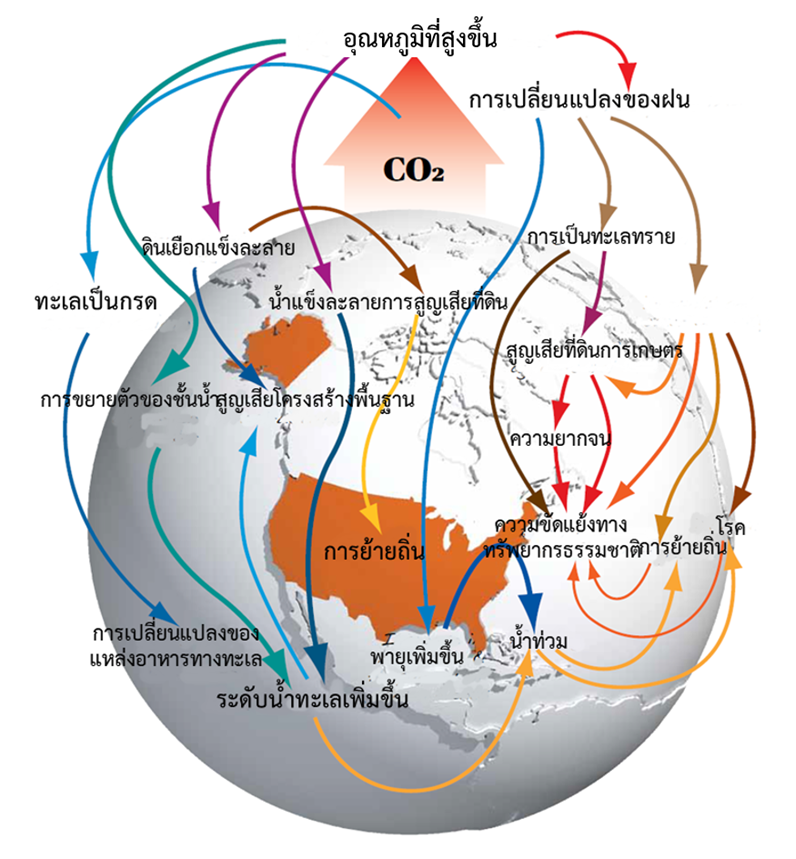 อุณหภูมิที่สูงขึ้น
การเปลี่ยนแปลงของฝน
CO₂
การเป็นทะเลทราย
ดินเยือกแข็งละลาย
ทะเลเป็นกรด
น้ำแข็งละลายการสูญเสียที่ดิน
สูญเสียที่ดินการเกษตร
การขยายตัวของชั้นน้ำ
สูญเสียโครงสร้างพื้นฐาน
ความยากจน
ความขัดแย้งทาง
ทรัพยากรธรรมชาติ
การย้ายถิ่น
โรค
การย้ายถิ่น
การเปลี่ยนแปลงของ
แหล่งอาหารทางทะเล
พายุเพิ่มขึ้น
น้ำท่วม
ระดับน้ำทะเลเพิ่มขึ้น